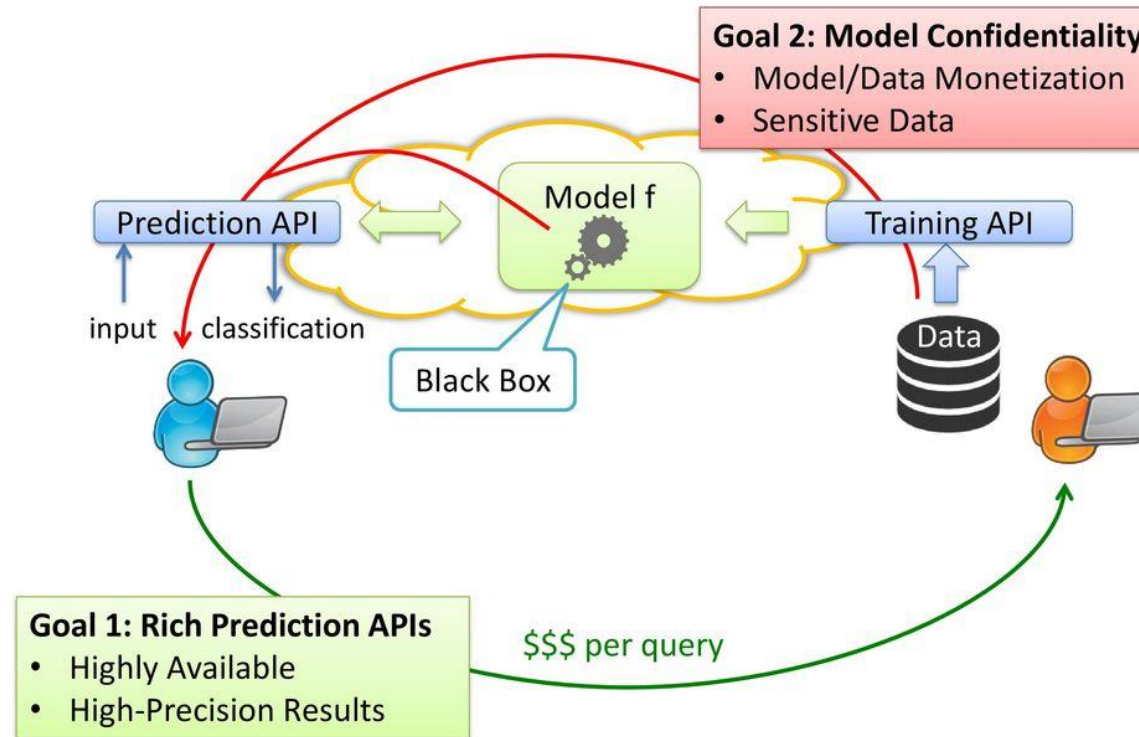 Goal 2: Model Confidentiality
• Model/Data Monetization
• Sensitive Data
Model f
Prediction API
Training API
input
classification
Data
Black Box
Goal 1: Rich Prediction APIs
• Highly Available
• High-Precision Results
$$$ per query